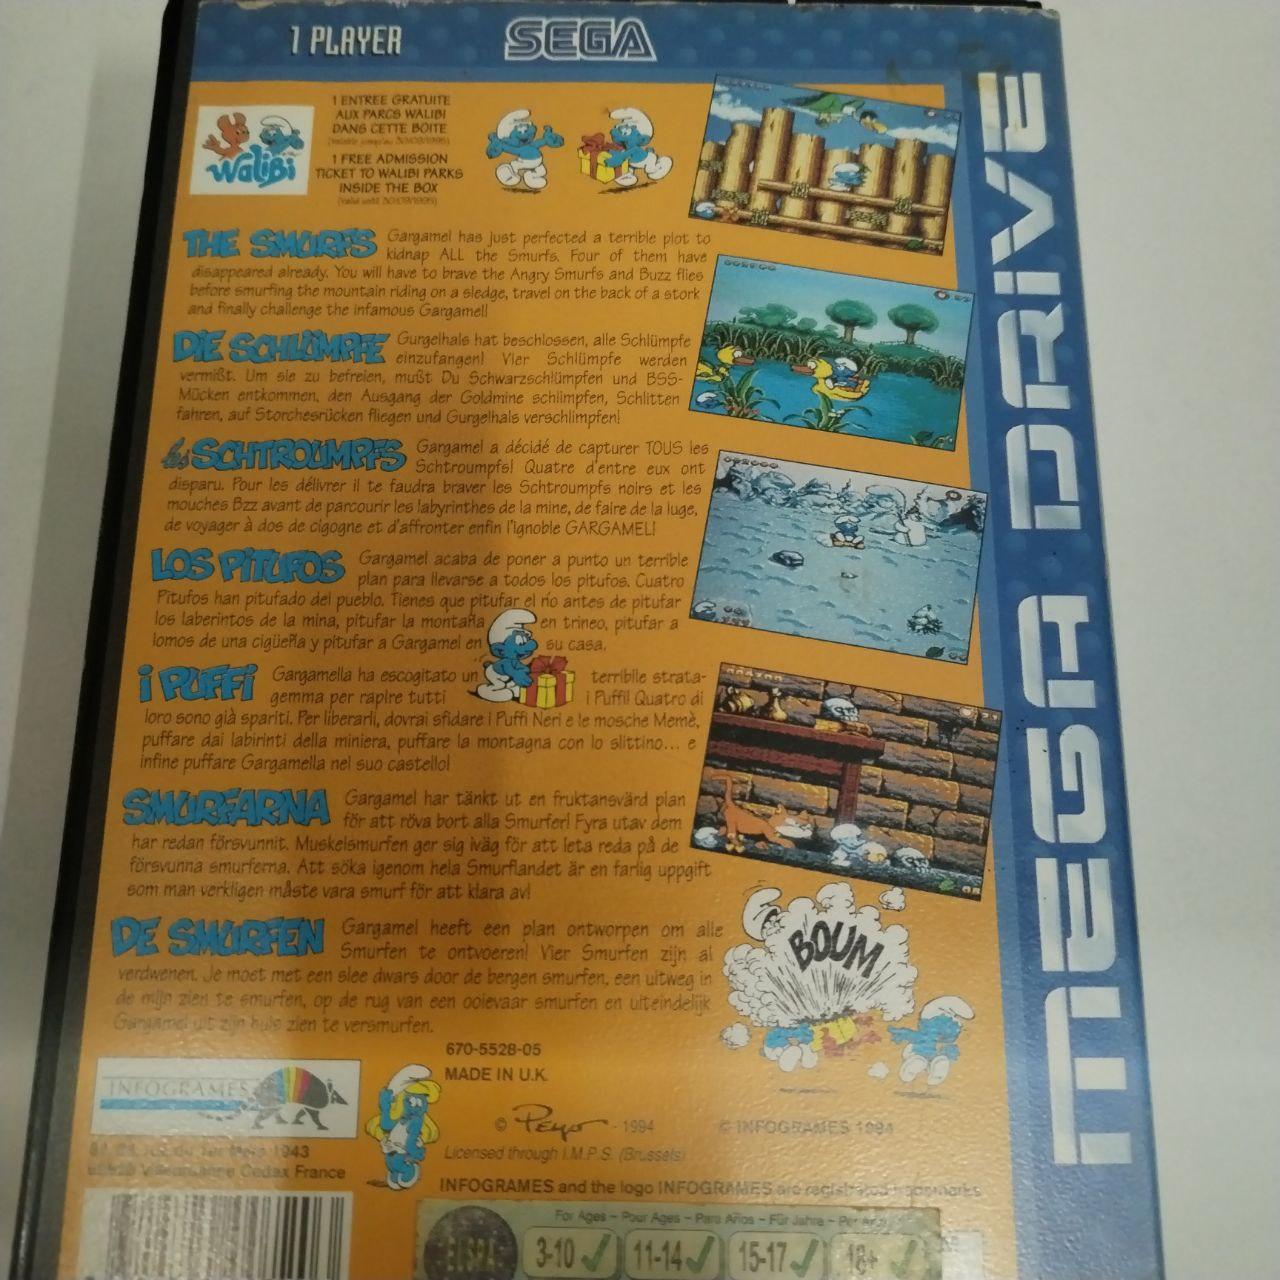 1 PLAYER
SEGA
MEGA DRIVE
Walibi
1 ENTREE GRATUITE
AUX PARCS WALIBI
DANS CETTE BOITE
(Valable jusqu'au 30/09/1995)
1 FREE ADMISSION
TICKET TO WALIBI PARKS
INSIDE THE BOX
(Valid until 30/09/1995)
THE SMURFS Gargamel has just perfected a terrible plot to
kidnap ALL the Smurfs. Four of them have
disappeared already. You will have to brave the Angry Smurfs and Buzz flies
before smurfing the mountain riding on a sledge, travel on the back of a stork
and finally challenge the infamous Gargamel!
DIE SCHLÜMPFE Gurgelhals hat beschlossen, alle Schlümpfe
einzufangen! Vier Schlümpfe werden
vermißt. Um sie zu befreien, mußt Du Schwarzschlümpfen und BSS-
Mücken entkommen, den Ausgang der Goldmine schlümpfen, Schlitten
fahren, auf Storchesrücken fliegen und Gurgelhals verschlimpfen!
les SCHTROUMPFS Gargamel a décidé de capturer TOUS les
Schtroumpfs! Quatre d'entre eux ont
disparu. Pour les délivrer il te faudra braver les Schtroumpfs noirs et les
mouches Bzz avant de parcourir les labyrinthes de la mine, de faire de la luge,
de voyager à dos de cigogne et d'affronter enfin l'ignoble GARGAMEL!
LOS PITUFOS Gargamel acaba de poner a punto un terrible
plan para llevarse a todos los pitufos. Cuatro
Pitufos han pitufado del pueblo. Tienes que pitufar el río antes de pitufar
los laberintos de la mina, pitufar la montaña en trineo, pitufar a
lomos de una cigüeña y pitufar a Gargamel en su casa.
i PUFFi Gargamella ha escogitato un terribile strata-
gemma per rapire tutti i Puffi! Quatro di
loro sono già spariti. Per liberarli, dovrai sfidare i Puffi Neri e le mosche Memè,
puffare dai labirinti della miniera, puffare la montagna con lo slittino... e
infine puffare Gargamella nel suo castello!
SMURFARNA Gargamel har tänkt ut en fruktansvärd plan
för att röva bort alla Smurfer! Fyra utav dem
har redan försvunnit. Muskelsmurfen ger sig iväg för att leta reda på de
försvunna smurferna. Att söka igenom hela Smurflandet är en farlig uppgift
som man verkligen måste vara smurf för att klara av!
DE SMURFEN Gargamel heeft een plan ontworpen om alle
Smurfen te ontvoeren! Vier Smurfen zijn al
verdwenen. Je moet met een slee dwars door de bergen smurfen, een uitweg in
de mijn zien te smurfen, op de rug van een ooievaar smurfen en uiteindelijk
Gargamel uit zijn huis zien te versmurfen.
BOUM
INFOGRAMES
670-5528-05
MADE IN U.K.
© Peyo - 1994
© INFOGRAMES 1994
Licensed through I.M.P.S. (Brussels)
1943
Villeurbanne Cedex France
INFOGRAMES and the logo INFOGRAMES are registered trademarks
ELSPA
For Ages - Pour Ages - Para Años - Für Jahre - Per
3-10
11-14
15-17
18+